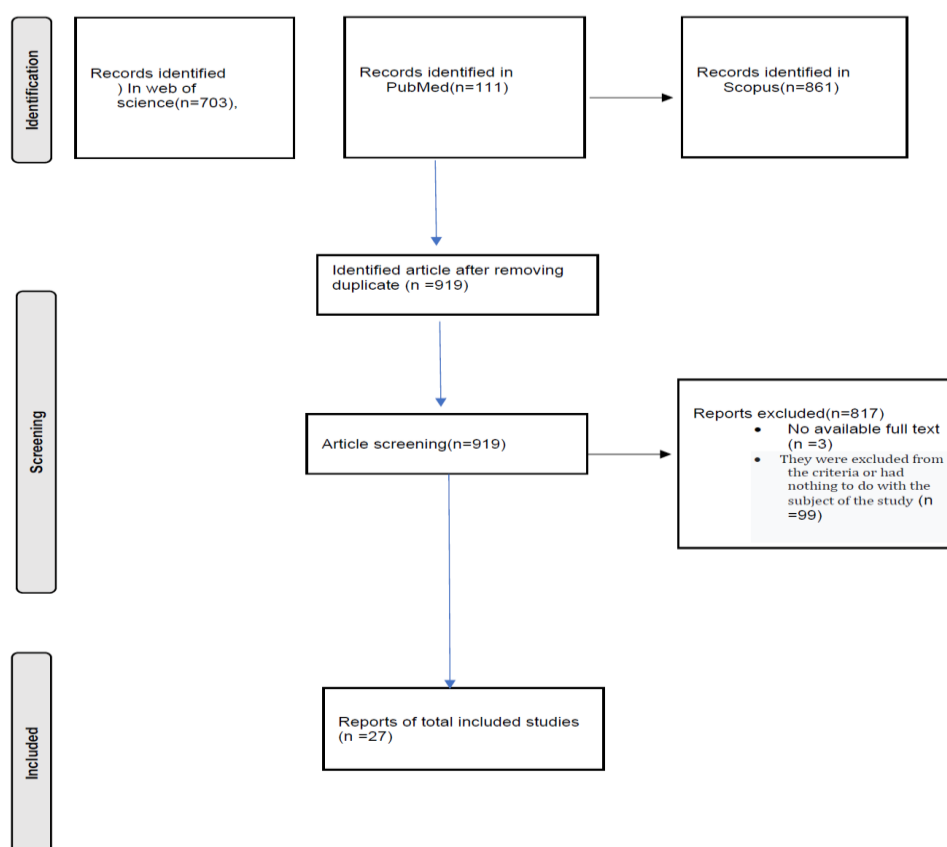 Identification
Records identified
) In web of
science(n=703),
Records identified in
PubMed(n=111)
Records identified in
Scopus(n=861)
Identified article after removing
duplicate (n =919)
Screening
Article screening(n=919)
Reports excluded(n=817)
• No available full text
(n =3)
• They were excluded from
the criteria or had
nothing to do with the
subject of the study (n
=99)
Included
Reports of total included studies
(n =27)